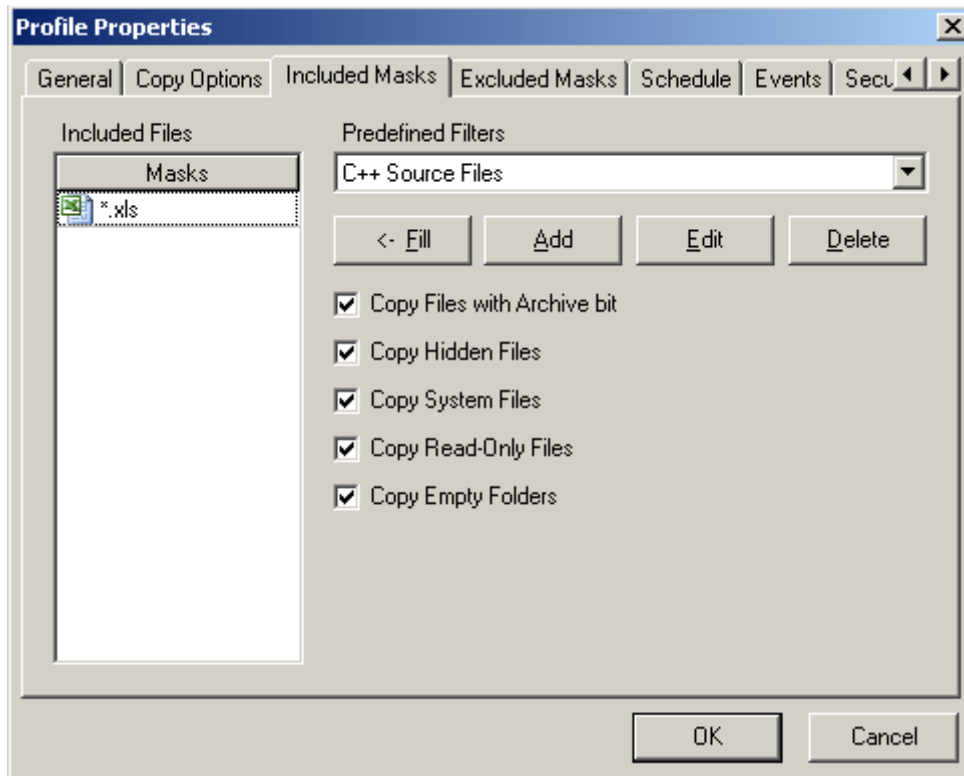 Profile Properties
General Copy Options Included Masks Excluded Masks Schedule Events Secu
Included Files Predefined Filters
Masks C++ Source Files
*.xls
<- Fill Add Edit Delete
Copy Files with Archive bit
Copy Hidden Files
Copy System Files
Copy Read-Only Files
Copy Empty Folders
OK Cancel